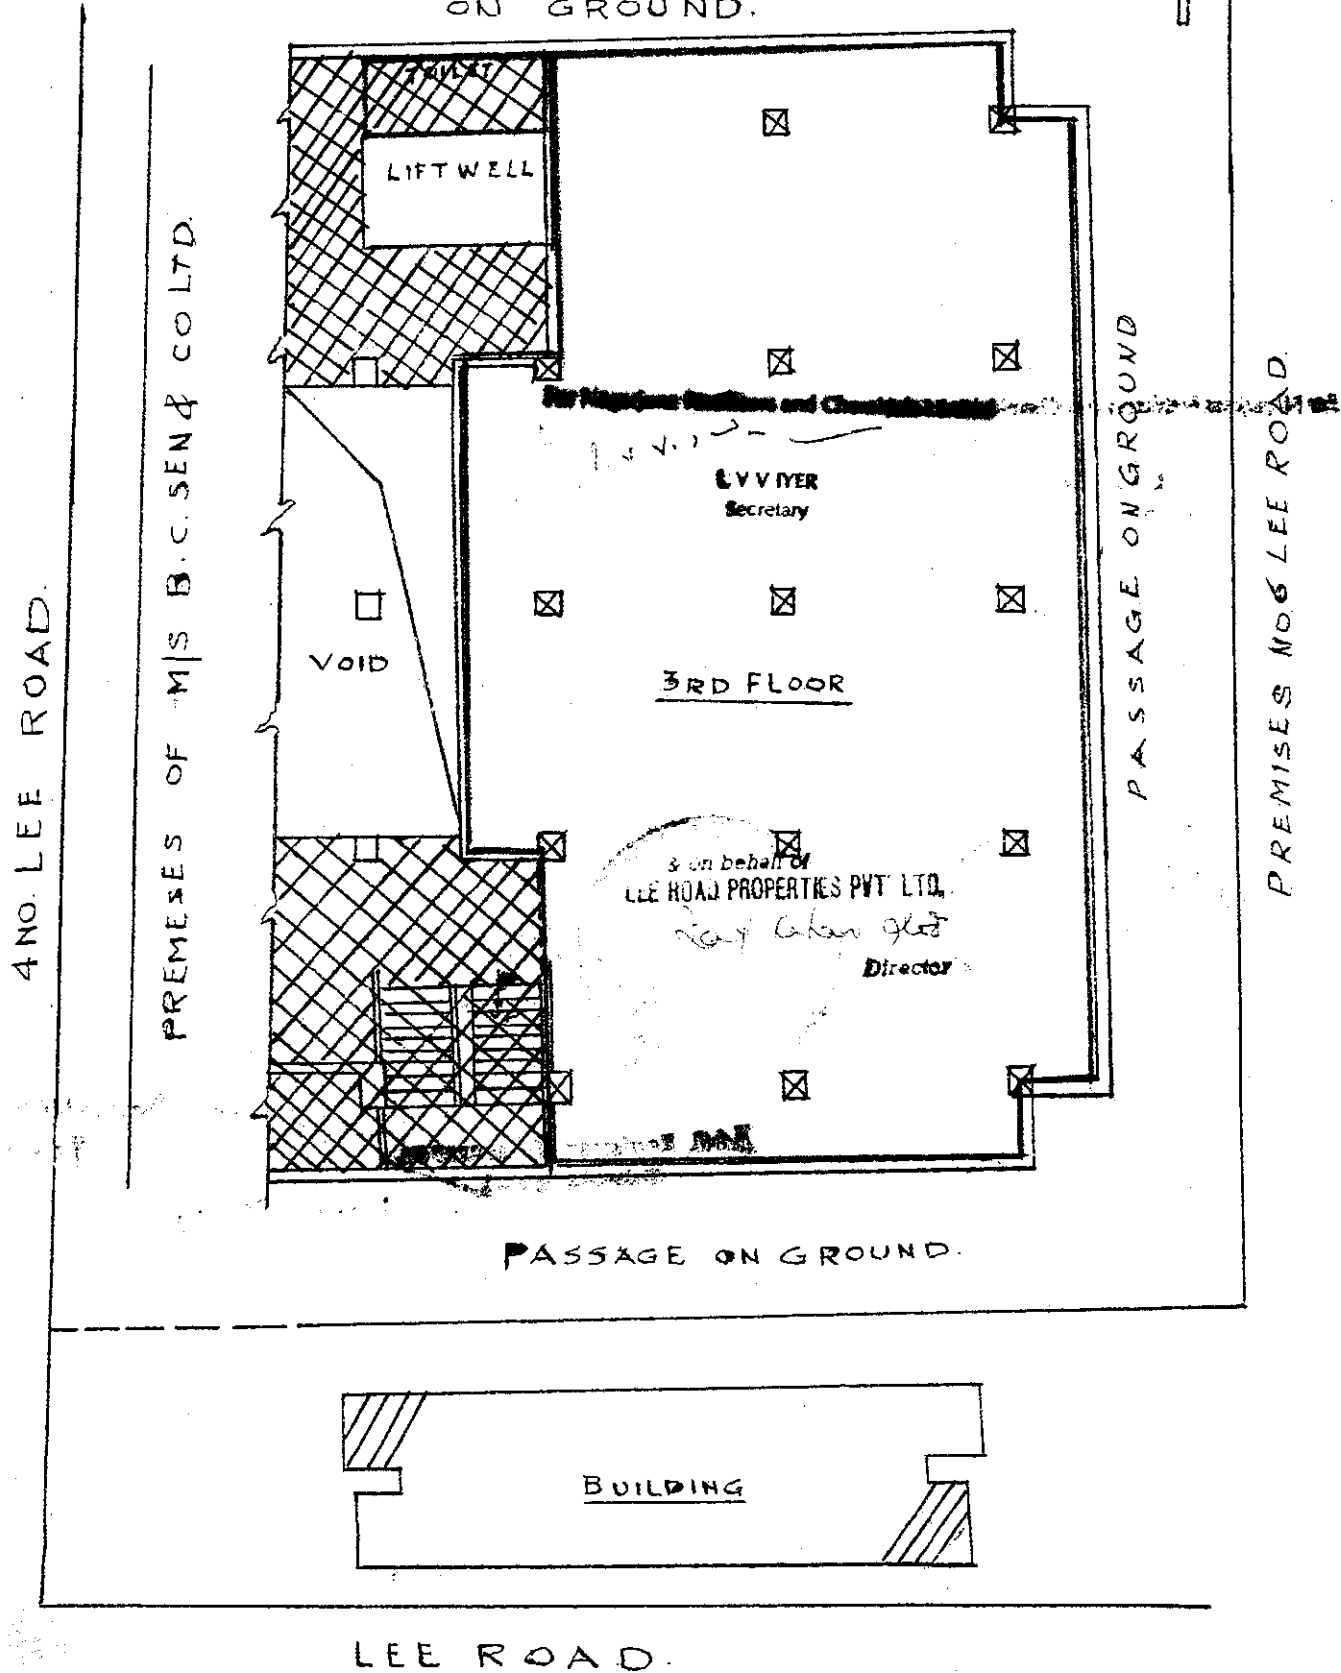 ON GROUND.
TOILET
LIFT WELL
4 NO. LEE ROAD.
PREMESES OF M|S B.C. SEN & CO LTD.
VOID
and
L V V IYER
Secretary
3RD FLOOR
PASSAGE ON GROUND
PREMISES NO 6 LEE ROAD.
& on behalf of
LEE ROAD PROPERTIES PVT LTD.
Director
PASSAGE ON GROUND.
BUILDING
LEE ROAD.